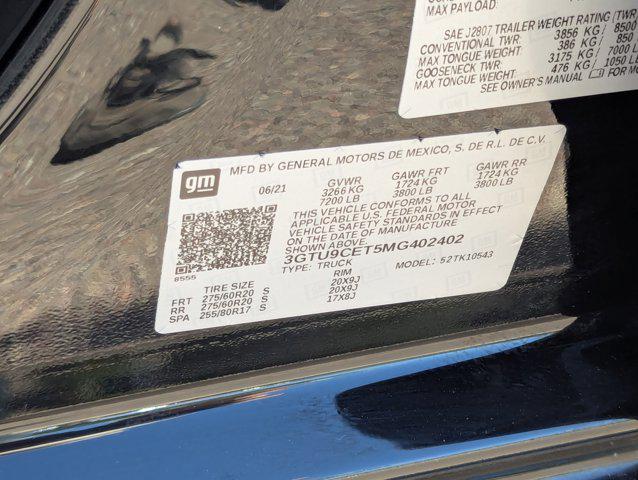 MAX PAYLOAD:
SAE J2807 TRAILER WEIGHT RATING (TWR
CONVENTIONAL TWR: 3856 KG / 8500
MAX TONGUE WEIGHT: 386 KG / 850
GOOSENECK TWR: 3175 KG / 7000 L
MAX TONGUE WEIGHT: 476 KG / 1050 LB
SEE OWNER'S MANUAL FOR MO
gm
MFD BY GENERAL MOTORS DE MEXICO, S. DE R.L. DE C.V.
06/21 GVWR GAWR FRT GAWR RR
3266 KG 1724 KG 1724 KG
7200 LB 3800 LB 3800 LB
THIS VEHICLE CONFORMS TO ALL
APPLICABLE U.S. FEDERAL MOTOR
VEHICLE SAFETY STANDARDS IN EFFECT
ON THE DATE OF MANUFACTURE
SHOWN ABOVE.
3GTU9CET5MG402402
TYPE: TRUCK MODEL: 52TK10543
8555
TIRE SIZE RIM
FRT 275/60R20 S 20X9J
RR 275/60R20 S 20X9J
SPA 255/80R17 S 17X8J